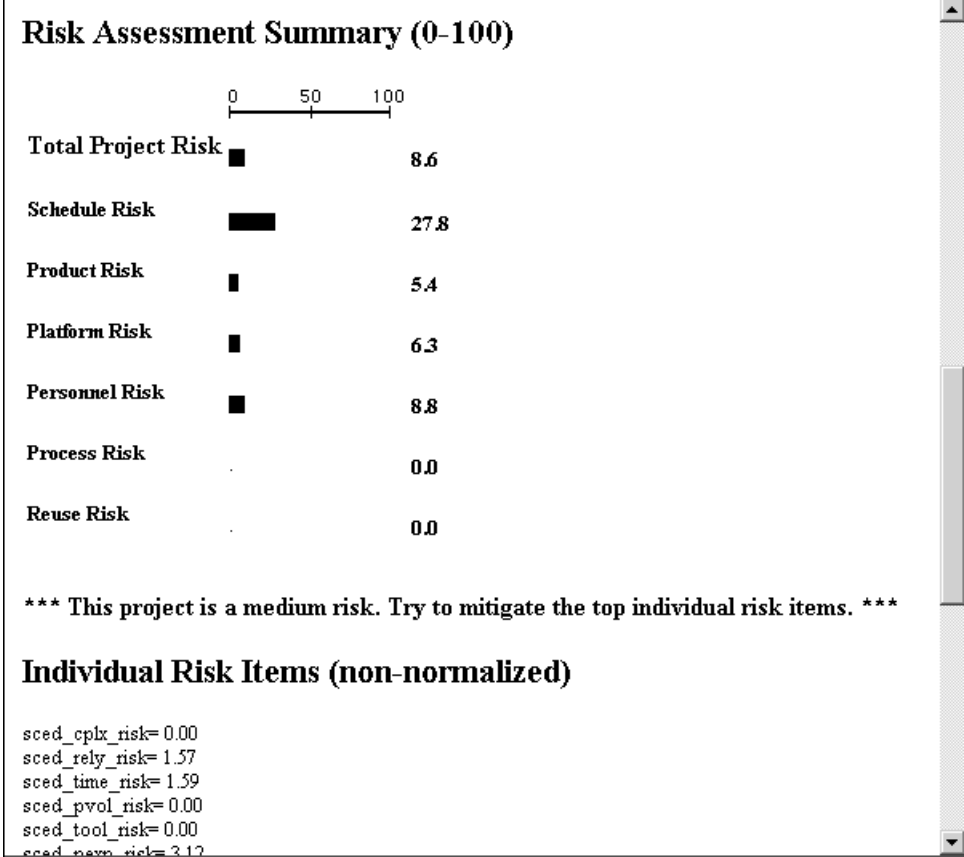 Risk Assessment Summary (0-100)
0 50 100
Total Project Risk 8.6
Schedule Risk 27.8
Product Risk 5.4
Platform Risk 6.3
Personnel Risk 8.8
Process Risk 0.0
Reuse Risk 0.0
*** This project is a medium risk. Try to mitigate the top individual risk items. ***
Individual Risk Items (non-normalized)
sced_cplx_risk= 0.00
sced_rely_risk= 1.57
sced_time_risk= 1.59
sced_pvol_risk= 0.00
sced_tool_risk= 0.00